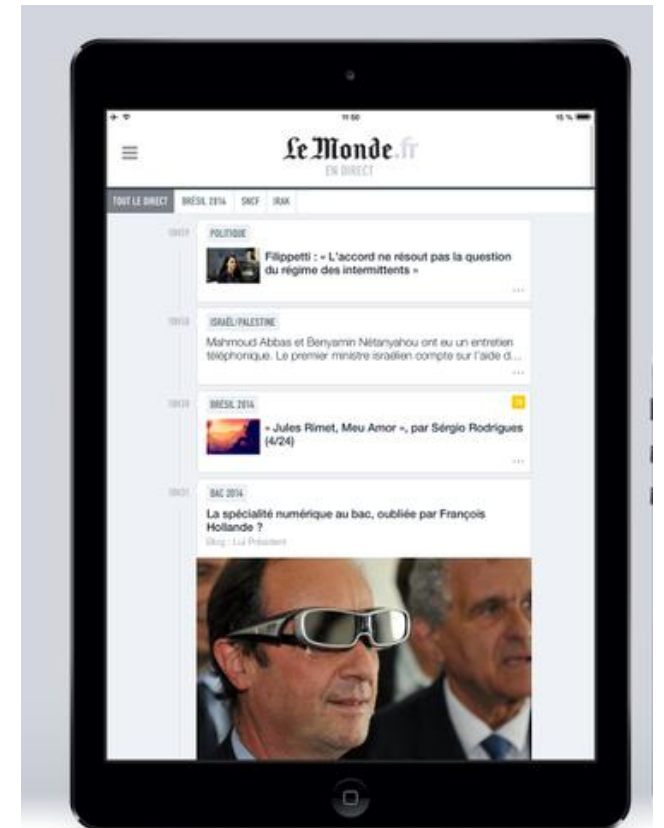 11:50
15 %
Le Monde.fr
EN DIRECT
TOUT LE DIRECT BRÉSIL 2014 SNCF IRAK
POLITIQUE
Filippetti : « L'accord ne résout pas la question
du régime des intermittents »
ISRAËL/PALESTINE
Mahmoud Abbas et Benyamin Nétanyahou ont eu un entretien
téléphonique. Le premier ministre israélien compte sur l'aide d...
BRÉSIL 2014
« Jules Rimet, Meu Amor », par Sérgio Rodrigues
(4/24)
BAC 2014
La spécialité numérique au bac, oubliée par François
Hollande ?
Blog : Lui Président